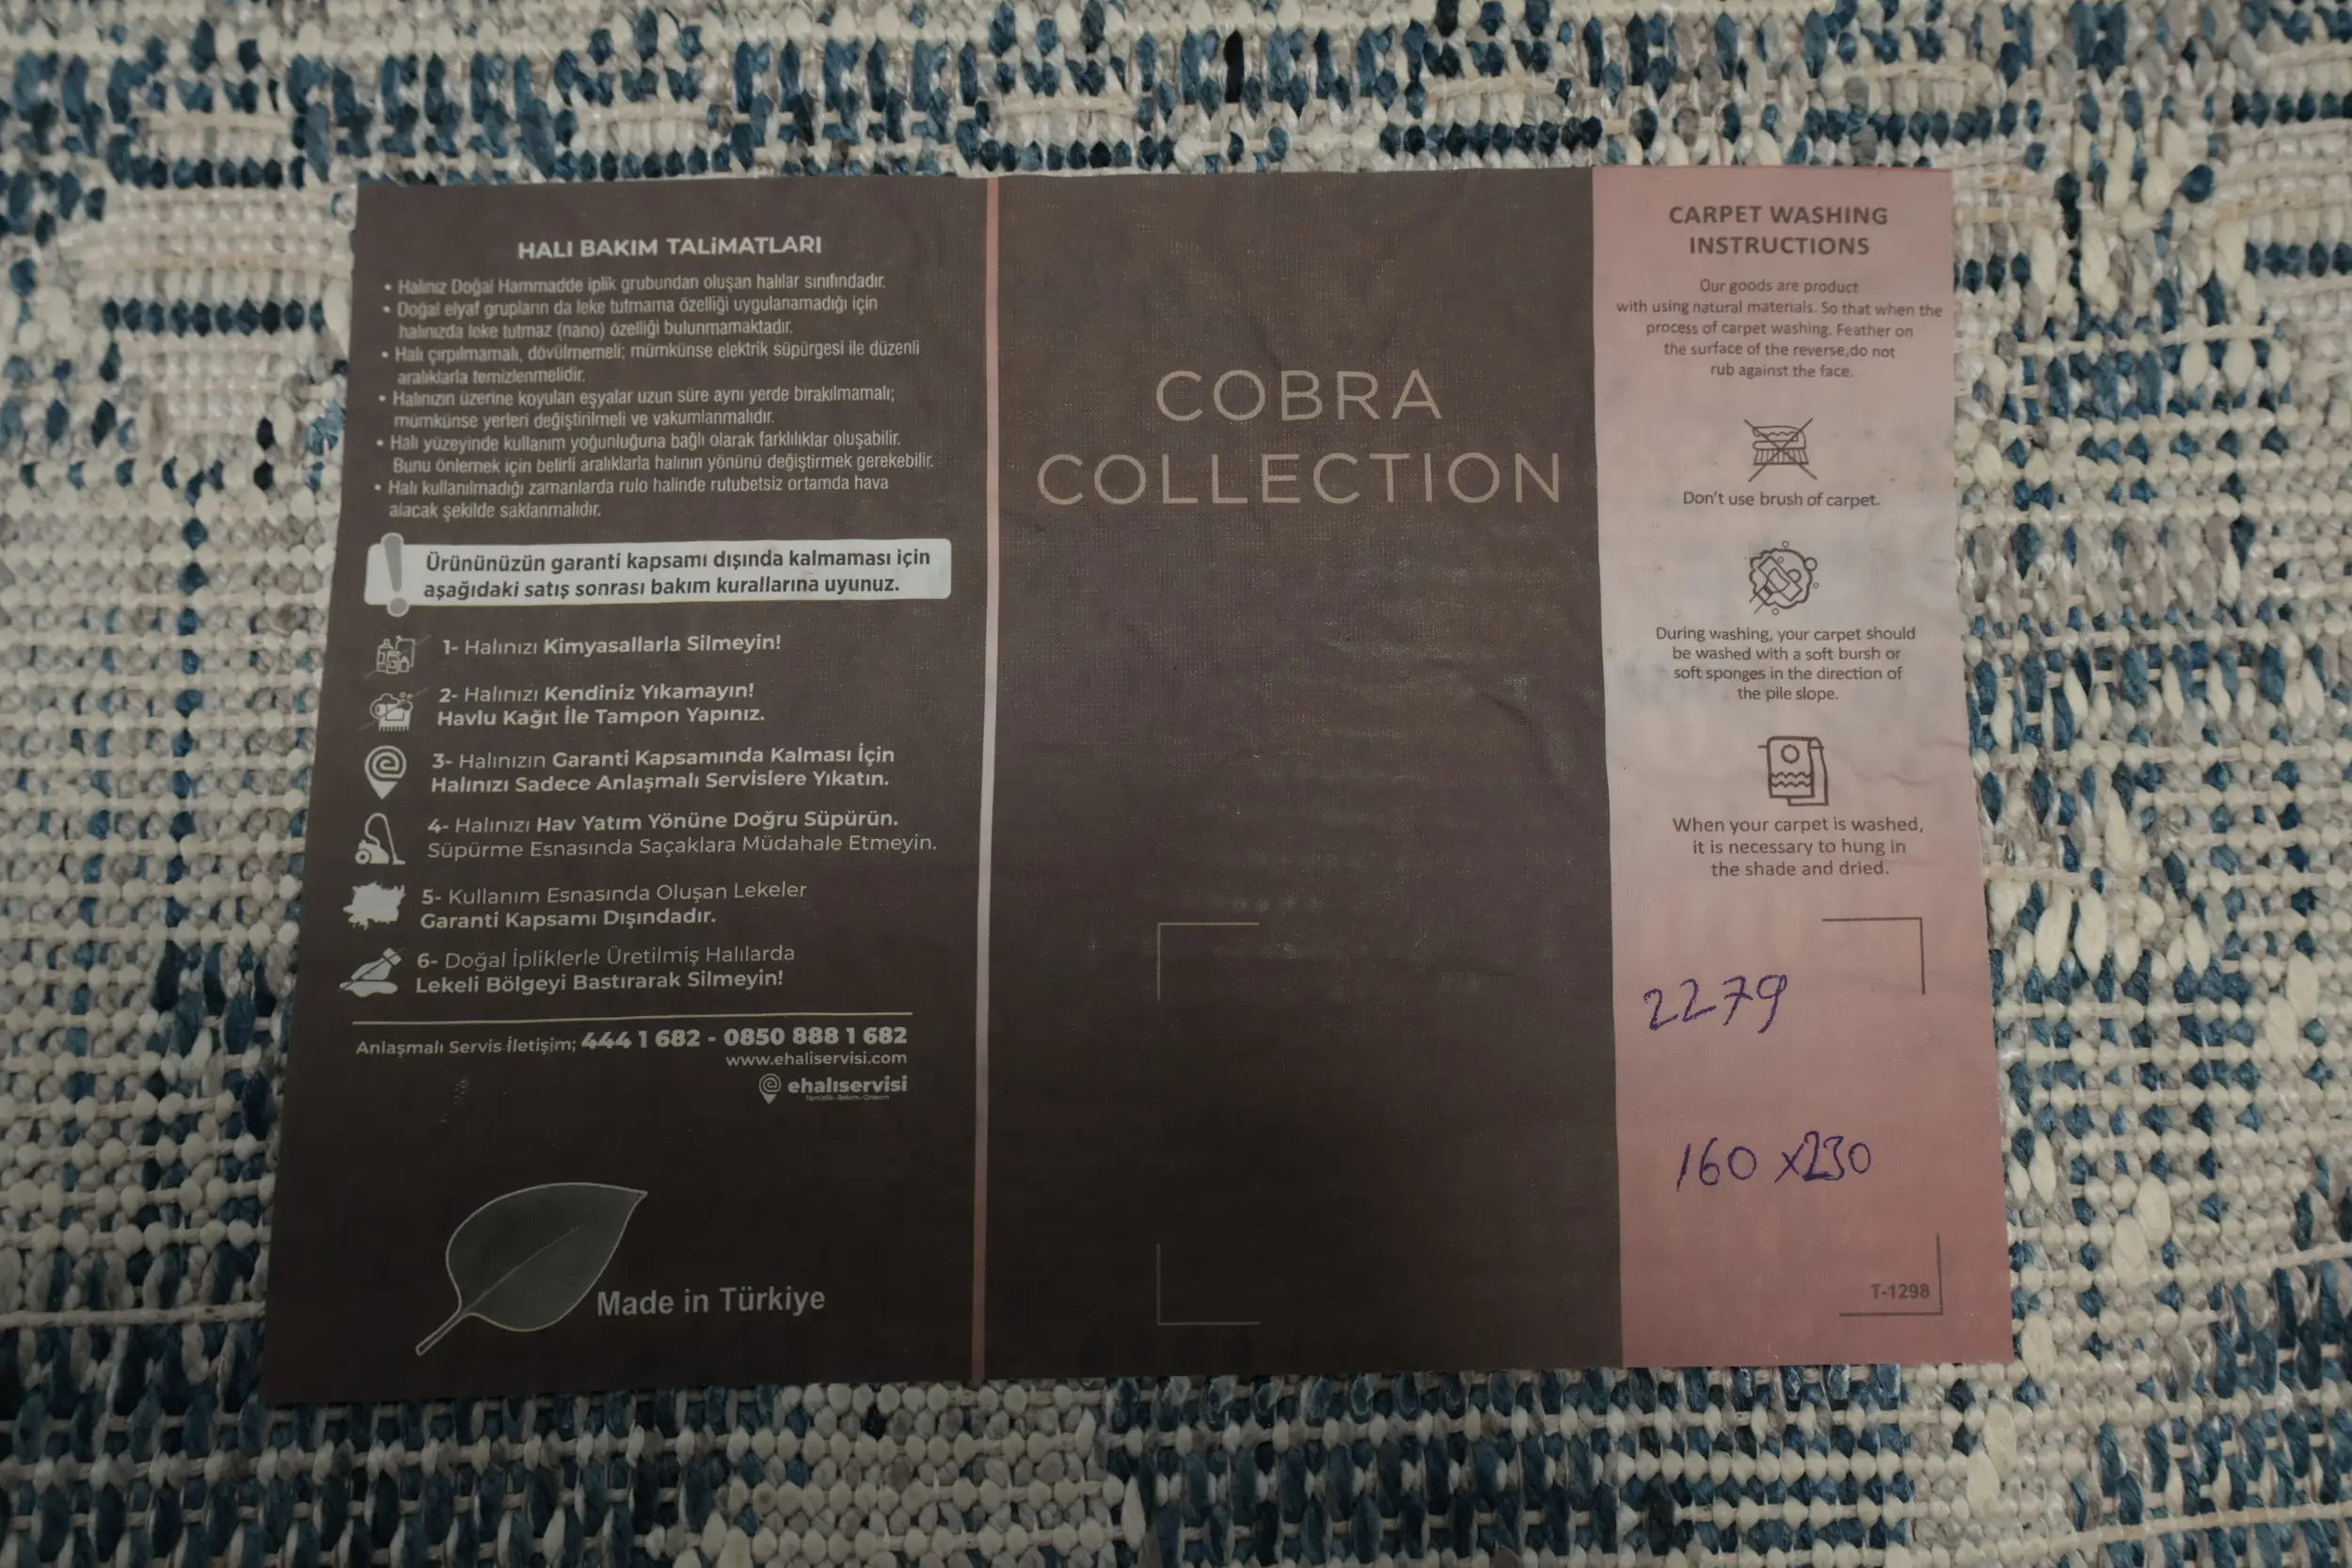 HALI BAKIM TALİMATLARI
• Halınız Doğal Hammadde iplik grubundan oluşan halılar sınıfındadır.
• Doğal elyaf grupların da leke tutmama özelliği uygulanamadığı için
halınızda leke tutmaz (nano) özelliği bulunmamaktadır.
• Halı çırpılmamalı, dövülmemeli; mümkünse elektrik süpürgesi ile düzenli
aralıklarla temizlenmelidir.
• Halınızın üzerine koyulan eşyalar uzun süre aynı yerde bırakılmamalı;
mümkünse yerleri değiştirilmeli ve vakumlanmalıdır.
• Halı yüzeyinde kullanım yoğunluğuna bağlı olarak farklılıklar oluşabilir.
Bunu önlemek için belirli aralıklarla halının yönünü değiştirmek gerekebilir.
• Halı kullanılmadığı zamanlarda rulo halinde rutubetsiz ortamda hava
alacak şekilde saklanmalıdır.
Ürününüzün garanti kapsamı dışında kalmaması için
aşağıdaki satış sonrası bakım kurallarına uyunuz.
1- Halınızı Kimyasallarla Silmeyin!
2- Halınızı Kendiniz Yıkamayın!
Havlu Kağıt İle Tampon Yapınız.
3- Halınızın Garanti Kapsamında Kalması İçin
Halınızı Sadece Anlaşmalı Servislere Yıkatın.
4- Halınızı Hav Yatım Yönüne Doğru Süpürün.
Süpürme Esnasında Saçaklara Müdahale Etmeyin.
5- Kullanım Esnasında Oluşan Lekeler
Garanti Kapsamı Dışındadır.
6- Doğal İpliklerle Üretilmiş Halılarda
Lekeli Bölgeyi Bastırarak Silmeyin!
Anlaşmalı Servis İletişim; 444 1 682 - 0850 888 1 682
www.ehaliservisi.com
ehalıservisi
Temizlik-Bakım-Onarım
Made in Türkiye
COBRA
COLLECTION
CARPET WASHING
INSTRUCTIONS
Our goods are product
with using natural materials. So that when the
process of carpet washing. Feather on
the surface of the reverse,do not
rub against the face.
Don't use brush of carpet.
During washing, your carpet should
be washed with a soft bursh or
soft sponges in the direction of
the pile slope.
When your carpet is washed,
it is necessary to hung in
the shade and dried.
2279
160 x230
T-1298